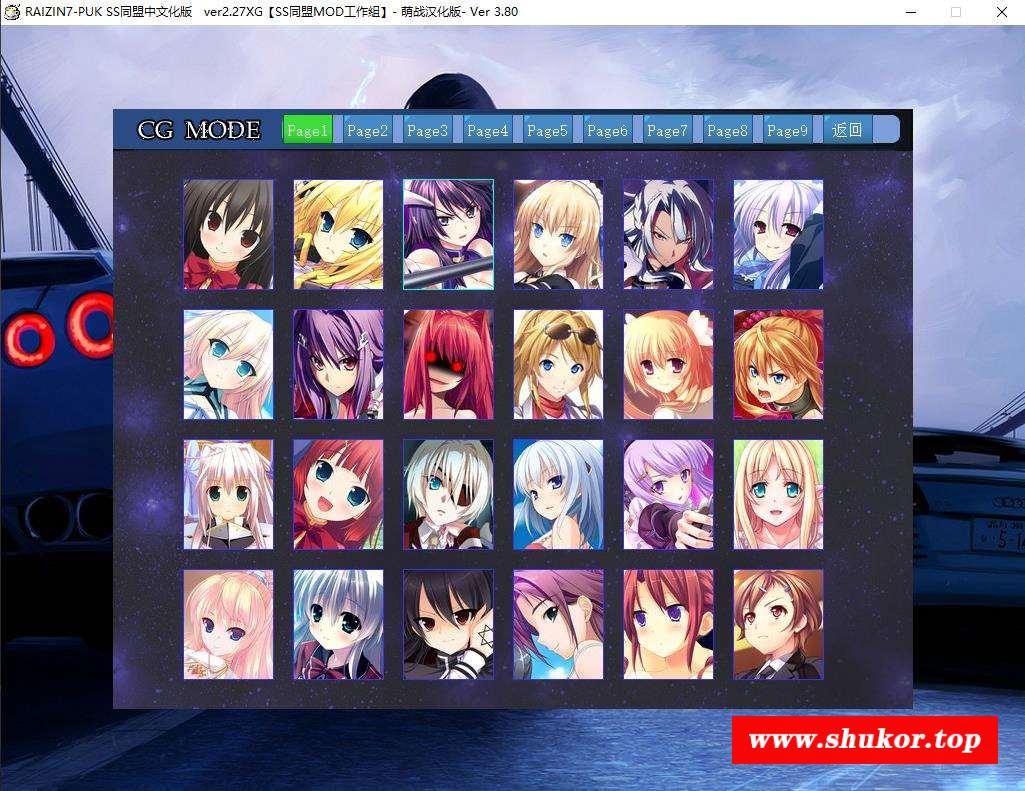 RAIZIN7-PUK SS同盟中文化版 ver2.27XG【SS同盟MOD工作組】- 萌战汉化版- Ver 3.80
CG MODE Page1 Page2 Page3 Page4 Page5 Page6 Page7 Page8 Page9 返回
www.shukor.top